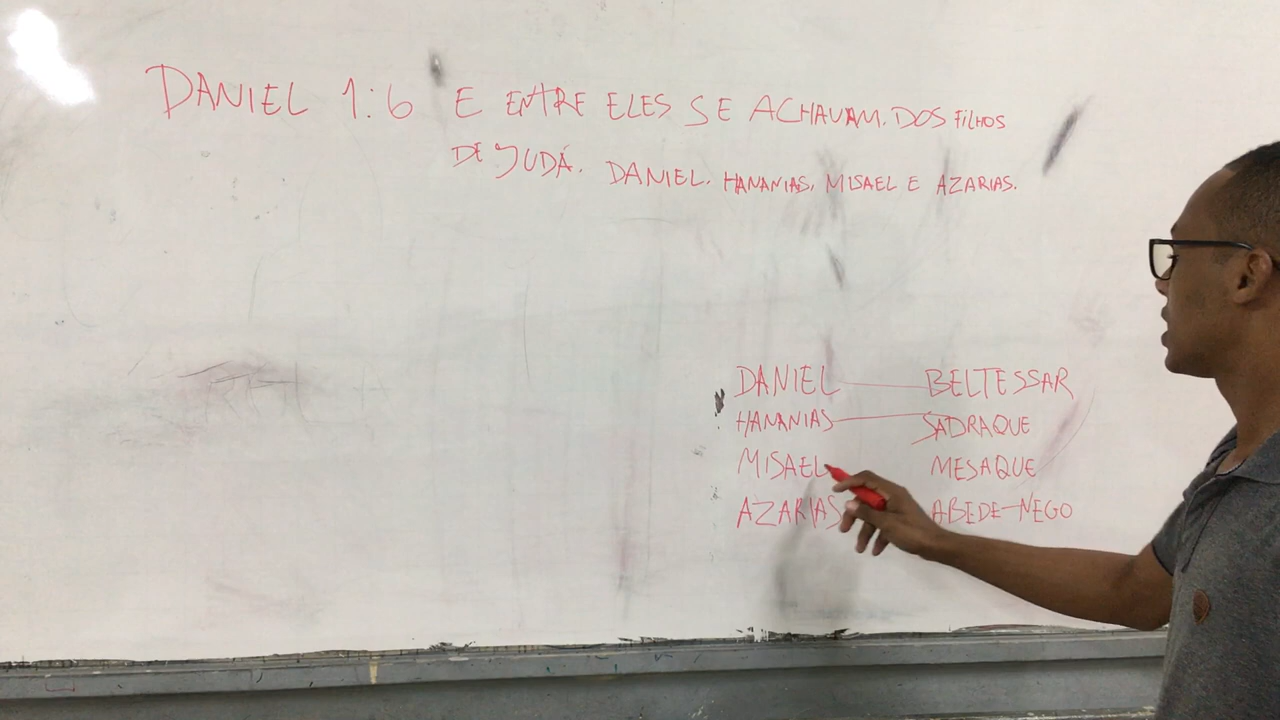 DANIEL 1:6 E ENTRE ELES SE ACHAVAM. DOS FILHOS
DE JUDÁ. DANIEL. HANANIAS, MISAEL E AZARIAS.
DANIEL BELTESSAR
HANANIAS SADRAQUE
MISAEL MESAQUE
AZARIAS ABEDE-NEGO